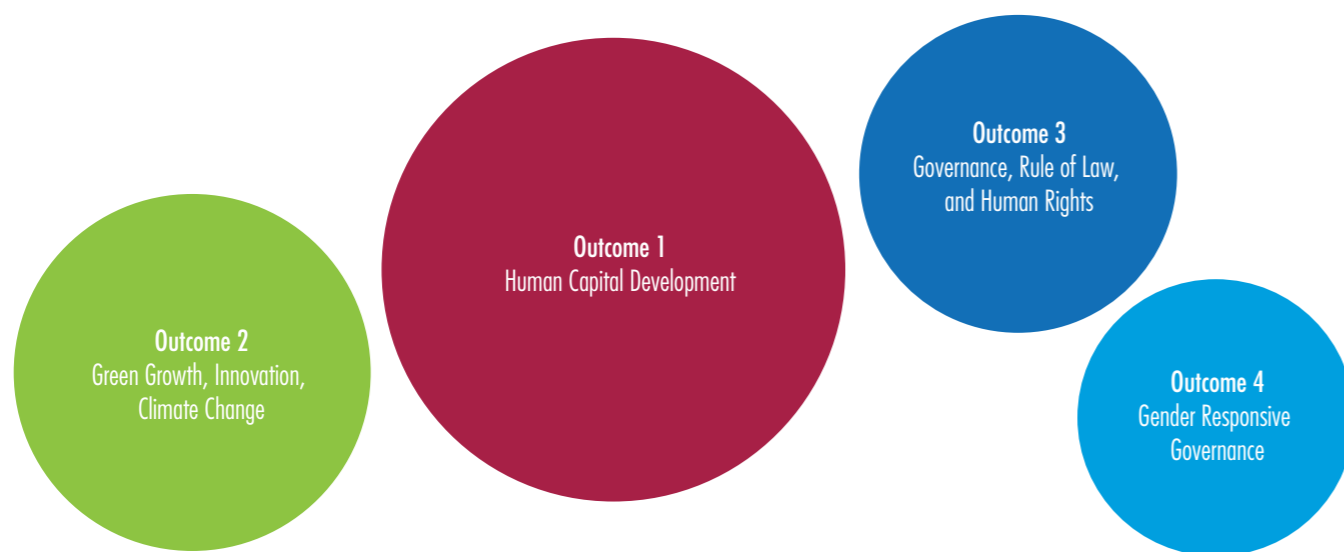 Outcome 3
Governance, Rule of Law,
and Human Rights
Outcome 1
Human Capital Development
Outcome 2
Green Growth, Innovation,
Climate Change
Outcome 4
Gender Responsive
Governance